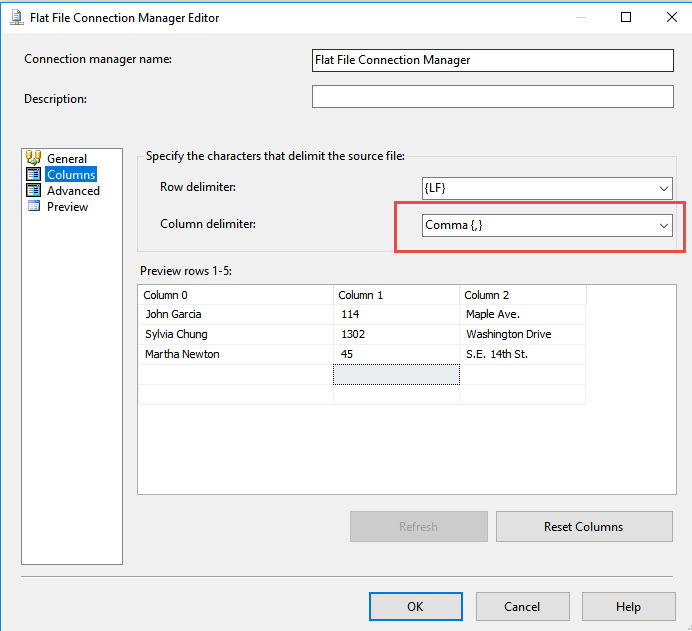 Flat File Connection Manager Editor
Connection manager name: Flat File Connection Manager
Description:
General
Columns
Advanced
Preview
Specify the characters that delimit the source file:
Row delimiter: {LF}
Column delimiter: Comma {,}
Preview rows 1-5:
Column 0 Column 1 Column 2
John Garcia 114 Maple Ave.
Sylvia Chung 1302 Washington Drive
Martha Newton 45 S.E. 14th St.
Refresh Reset Columns
OK Cancel Help